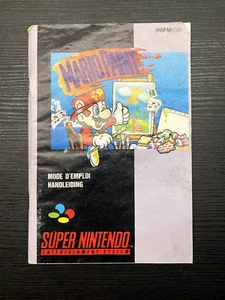 MARIO PAINT
MODE D'EMPLOI
HANDLEIDING
SUPER NINTENDO
ENTERTAINMENT SYSTEM